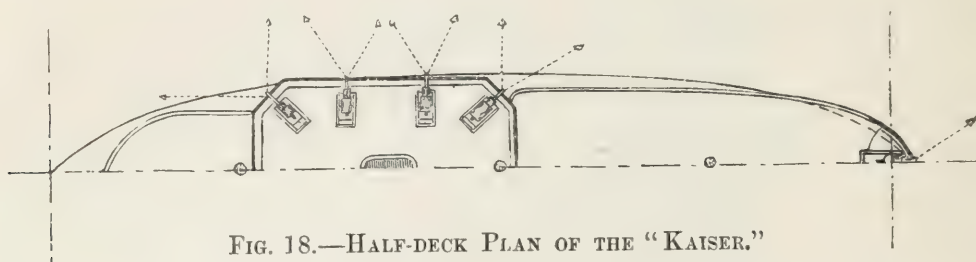 FIG. 18.—HALF-DECK PLAN OF THE "KAISER."